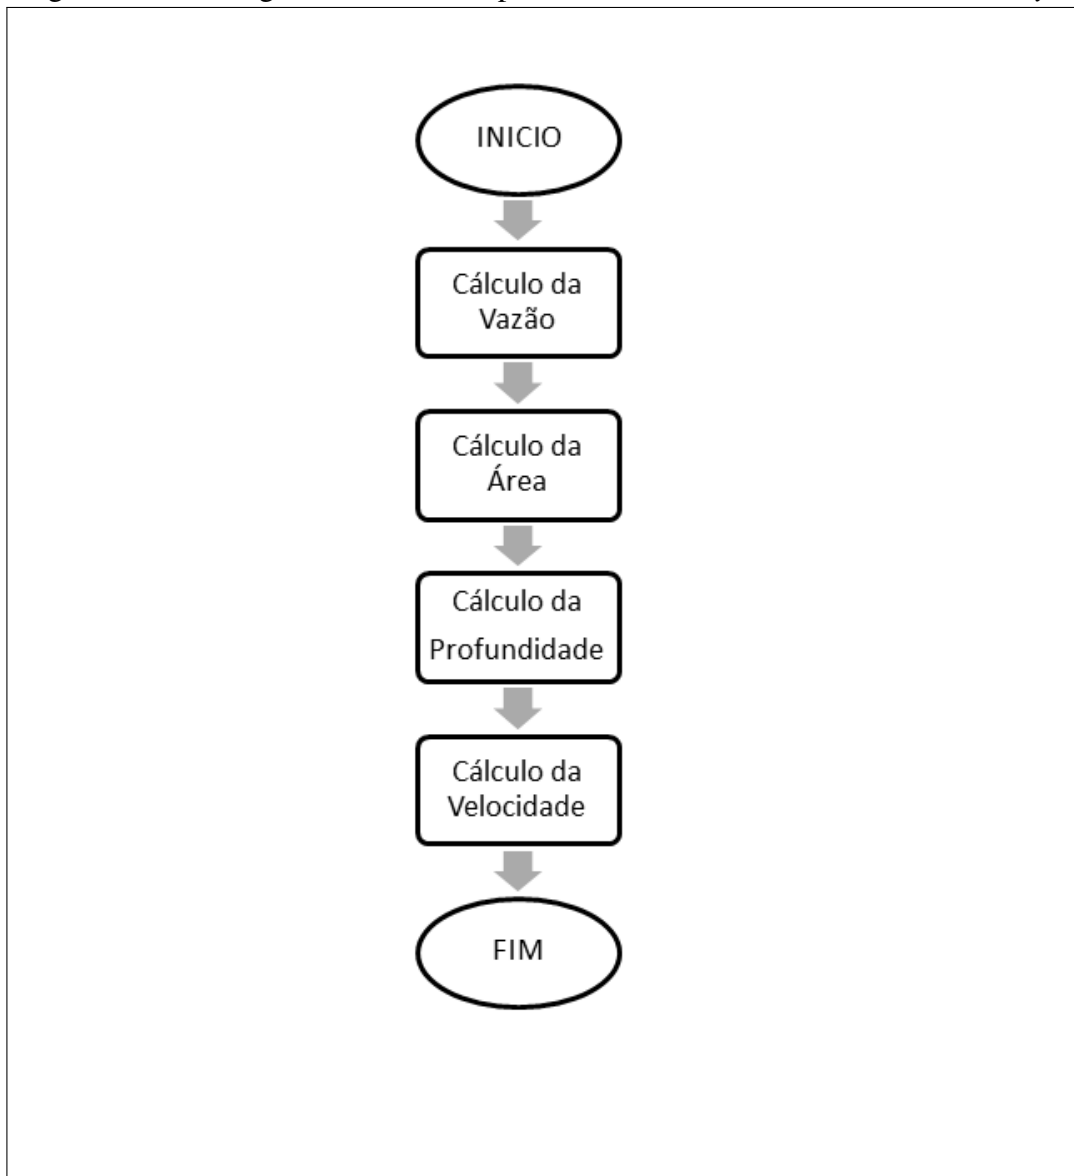 INICIO
Cálculo da
Vazão
Cálculo da
Área
Cálculo da
Profundidade
Cálculo da
Velocidade
FIM